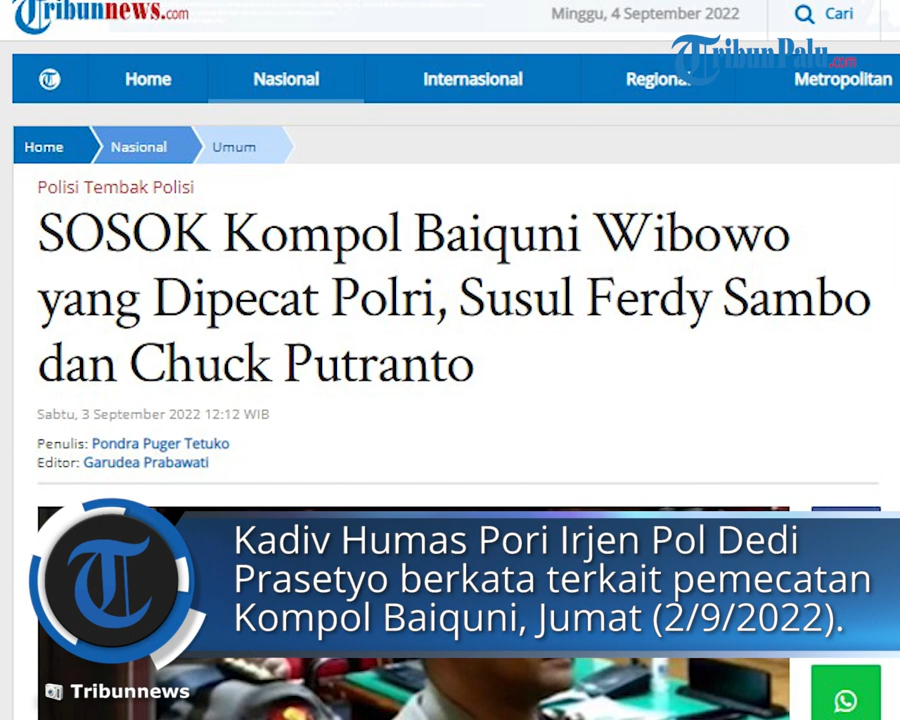 Tribunnews.com
Minggu, 4 September 2022
Cari
TribunPalu.com
Home
Nasional
Internasional
Regional
Metropolitan
Home
Nasional
Umum
Polisi Tembak Polisi
SOSOK Kompol Baiquni Wibowo
yang Dipecat Polri, Susul Ferdy Sambo
dan Chuck Putranto
Sabtu, 3 September 2022 12:12 WIB
Penulis: Pondra Puger Tetuko
Editor: Garudea Prabawati
Kadiv Humas Pori Irjen Pol Dedi
Prasetyo berkata terkait pemecatan
Kompol Baiquni, Jumat (2/9/2022).
Tribunnews